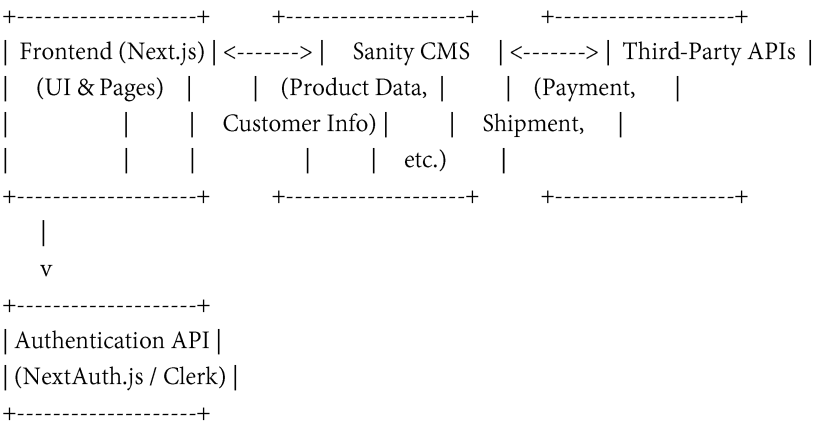 +--------------------+ +--------------------+ +--------------------+
| Frontend (Next.js) | <-------> | Sanity CMS | <-------> | Third-Party APIs |
| (UI & Pages) | | (Product Data, | | (Payment, |
| | | Customer Info) | | Shipment, |
| | | | | etc.) |
+--------------------+ +--------------------+ +--------------------+
|
v
+--------------------+
| Authentication API |
| (NextAuth.js / Clerk) |
+--------------------+